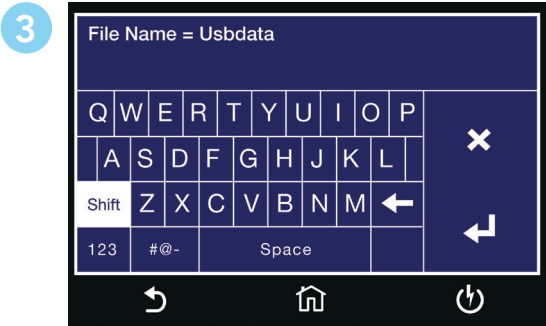 3
File Name = Usbdata
Q W E R T Y U I O P
A S D F G H J K L
Shift Z X C V B N M
123 #@- Space